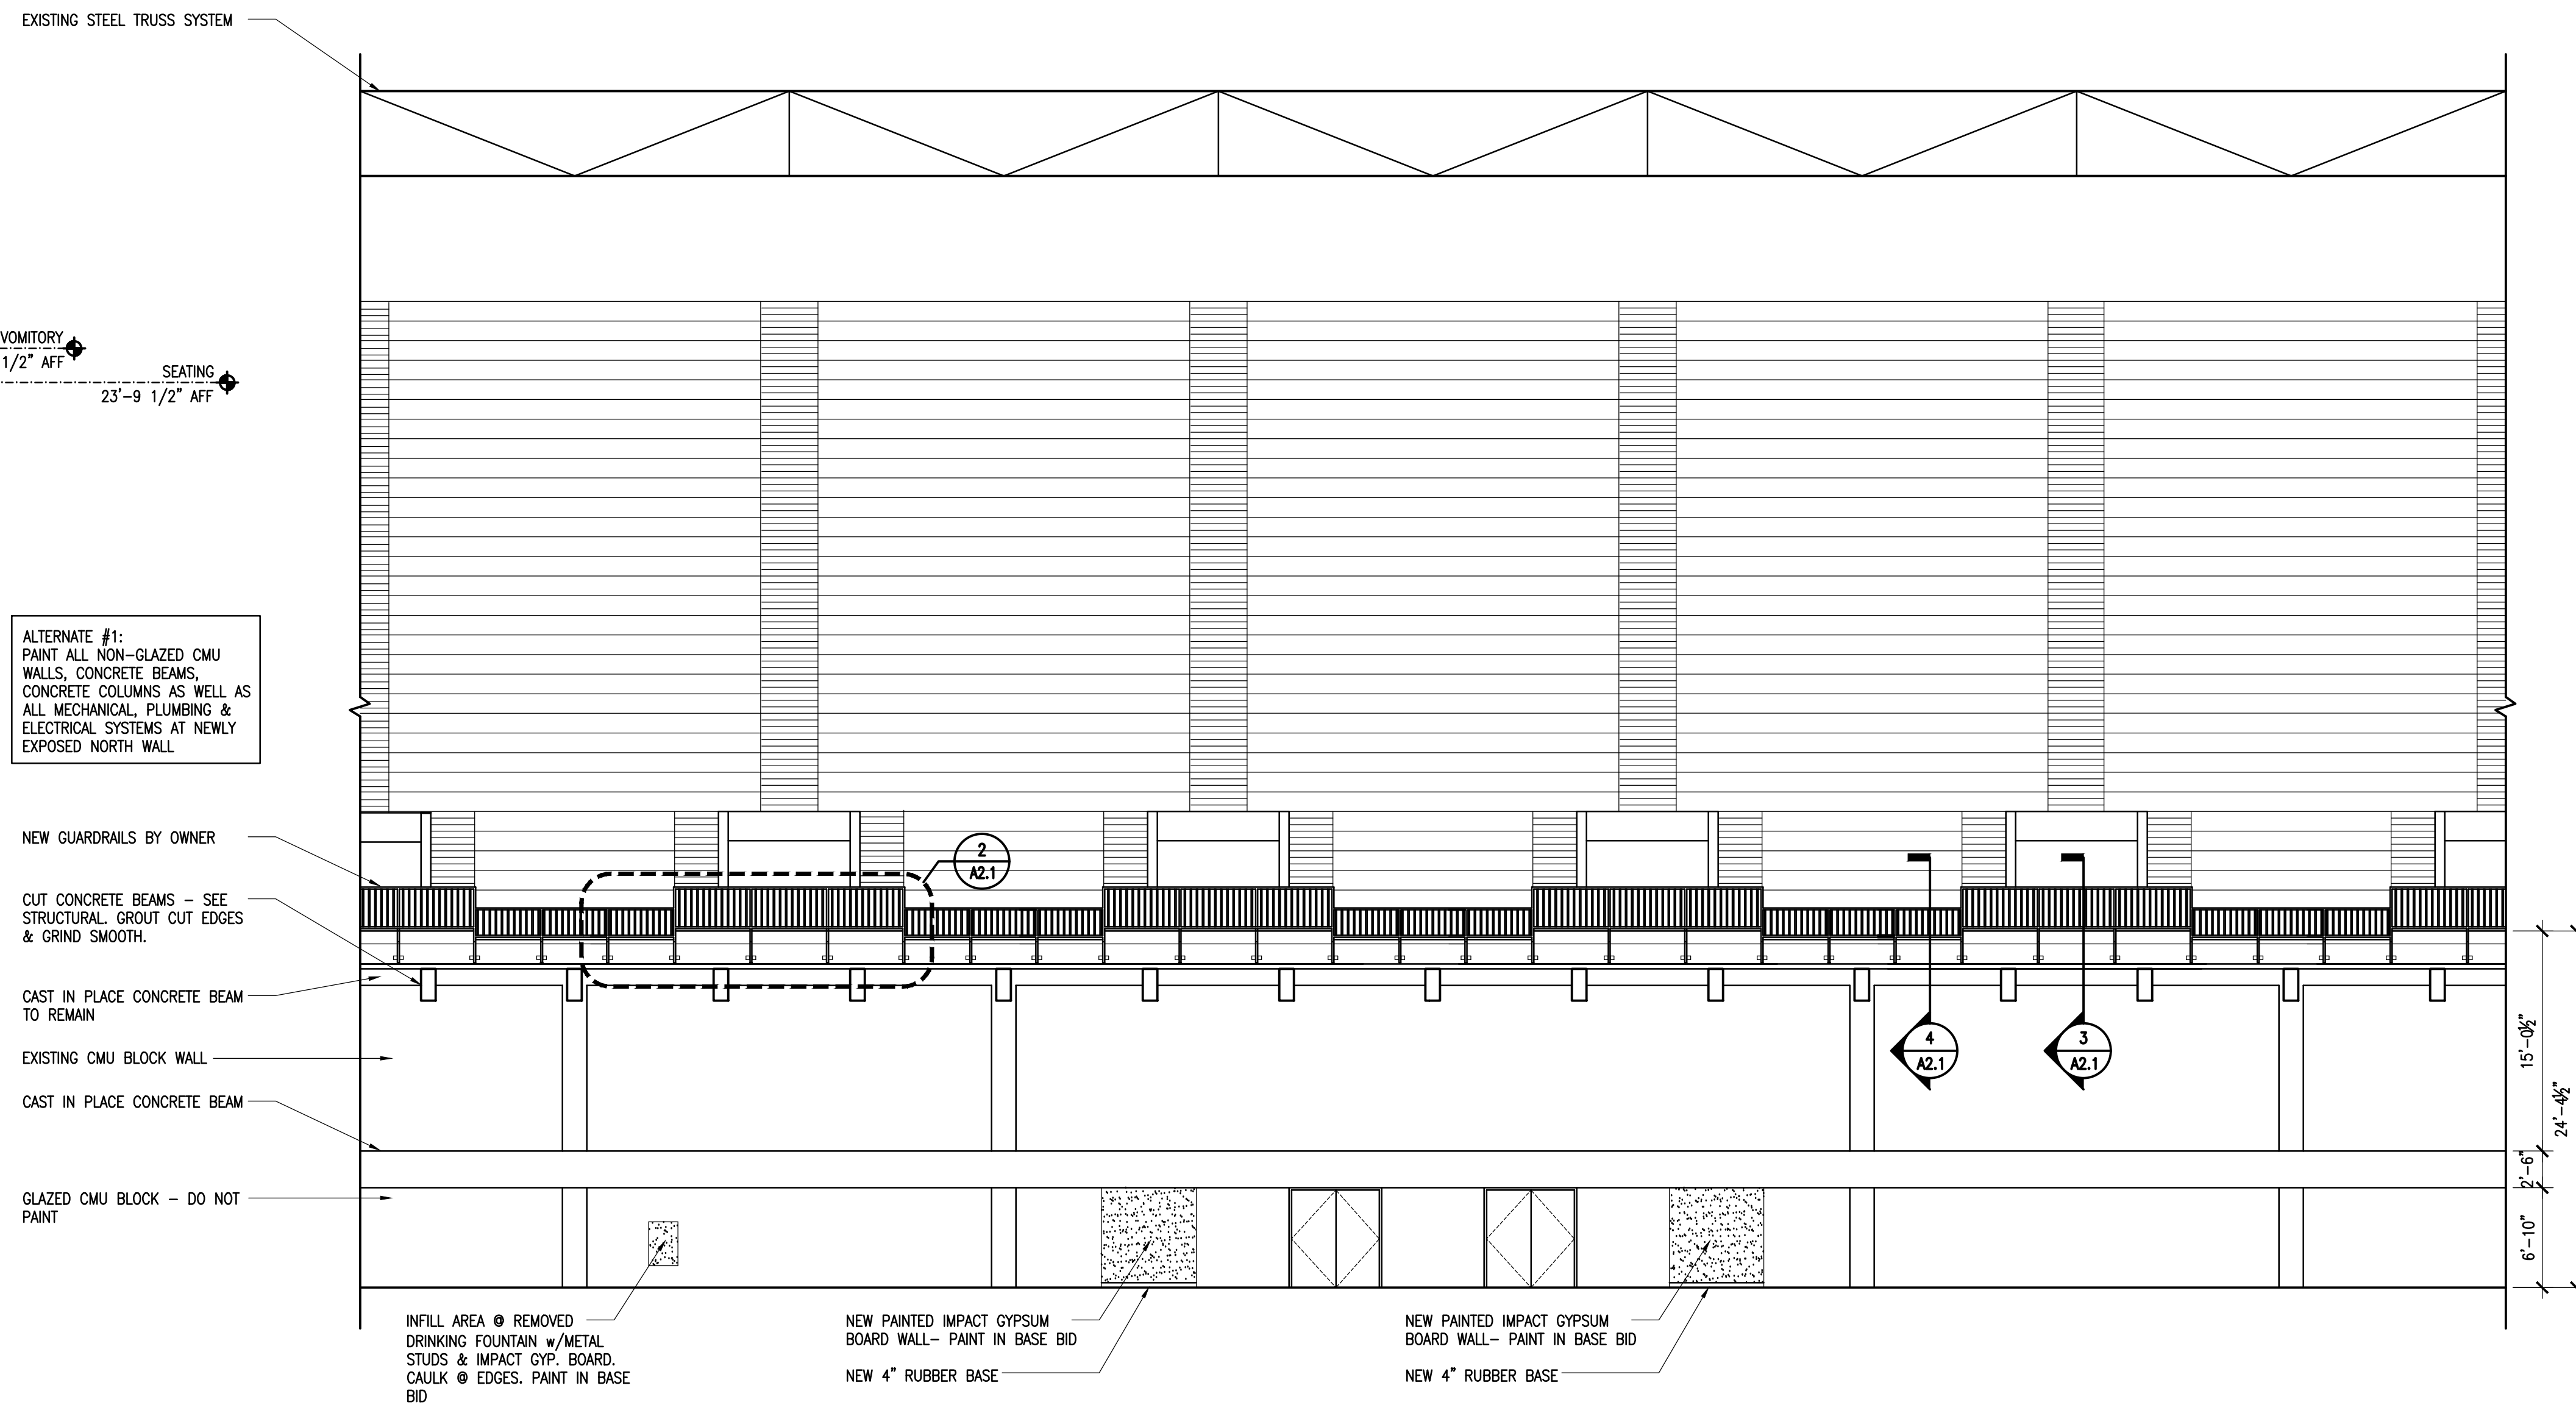 EXISTING STEEL TRUSS SYSTEM
VOMITORY
1/2" AFF
SEATING
23'-9 1/2" AFF
ALTERNATE #1:
PAINT ALL NON-GLAZED CMU
WALLS, CONCRETE BEAMS,
CONCRETE COLUMNS AS WELL AS
ALL MECHANICAL, PLUMBING &
ELECTRICAL SYSTEMS AT NEWLY
EXPOSED NORTH WALL
NEW GUARDRAILS BY OWNER
CUT CONCRETE BEAMS - SEE
STRUCTURAL. GROUT CUT EDGES
& GRIND SMOOTH.
CAST IN PLACE CONCRETE BEAM
TO REMAIN
EXISTING CMU BLOCK WALL
CAST IN PLACE CONCRETE BEAM
GLAZED CMU BLOCK - DO NOT
PAINT
2
A2.1
4
A2.1
3
A2.1
15'-0½"
24'-4½"
2'-6"
6'-10"
INFILL AREA @ REMOVED
DRINKING FOUNTAIN w/METAL
STUDS & IMPACT GYP. BOARD.
CAULK @ EDGES. PAINT IN BASE
BID
NEW PAINTED IMPACT GYPSUM
BOARD WALL- PAINT IN BASE BID
NEW 4" RUBBER BASE
NEW PAINTED IMPACT GYPSUM
BOARD WALL- PAINT IN BASE BID
NEW 4" RUBBER BASE